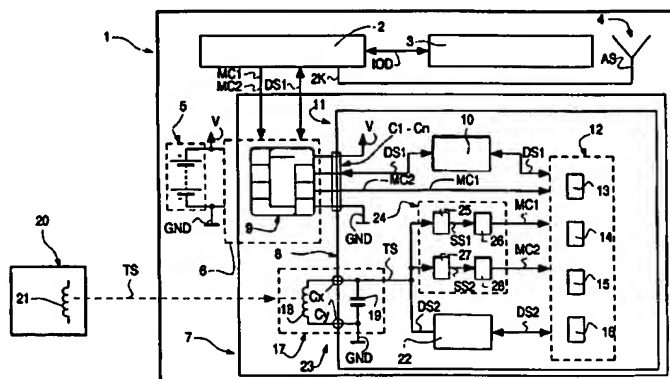 1
2
3
4
IOD
AS
MC1
MC2
DS1
2K
5
V
11
C1 - Cn
V
10
12
DS1
DS1
MC2
MC1
13
GND
9
GND
24
25
26
MC1
14
SS1
20
6
8
TS
27
28
MC2
15
SS2
21
TS
Cx
18
Cy
19
DS2
22
DS2
16
7
17
23
GND